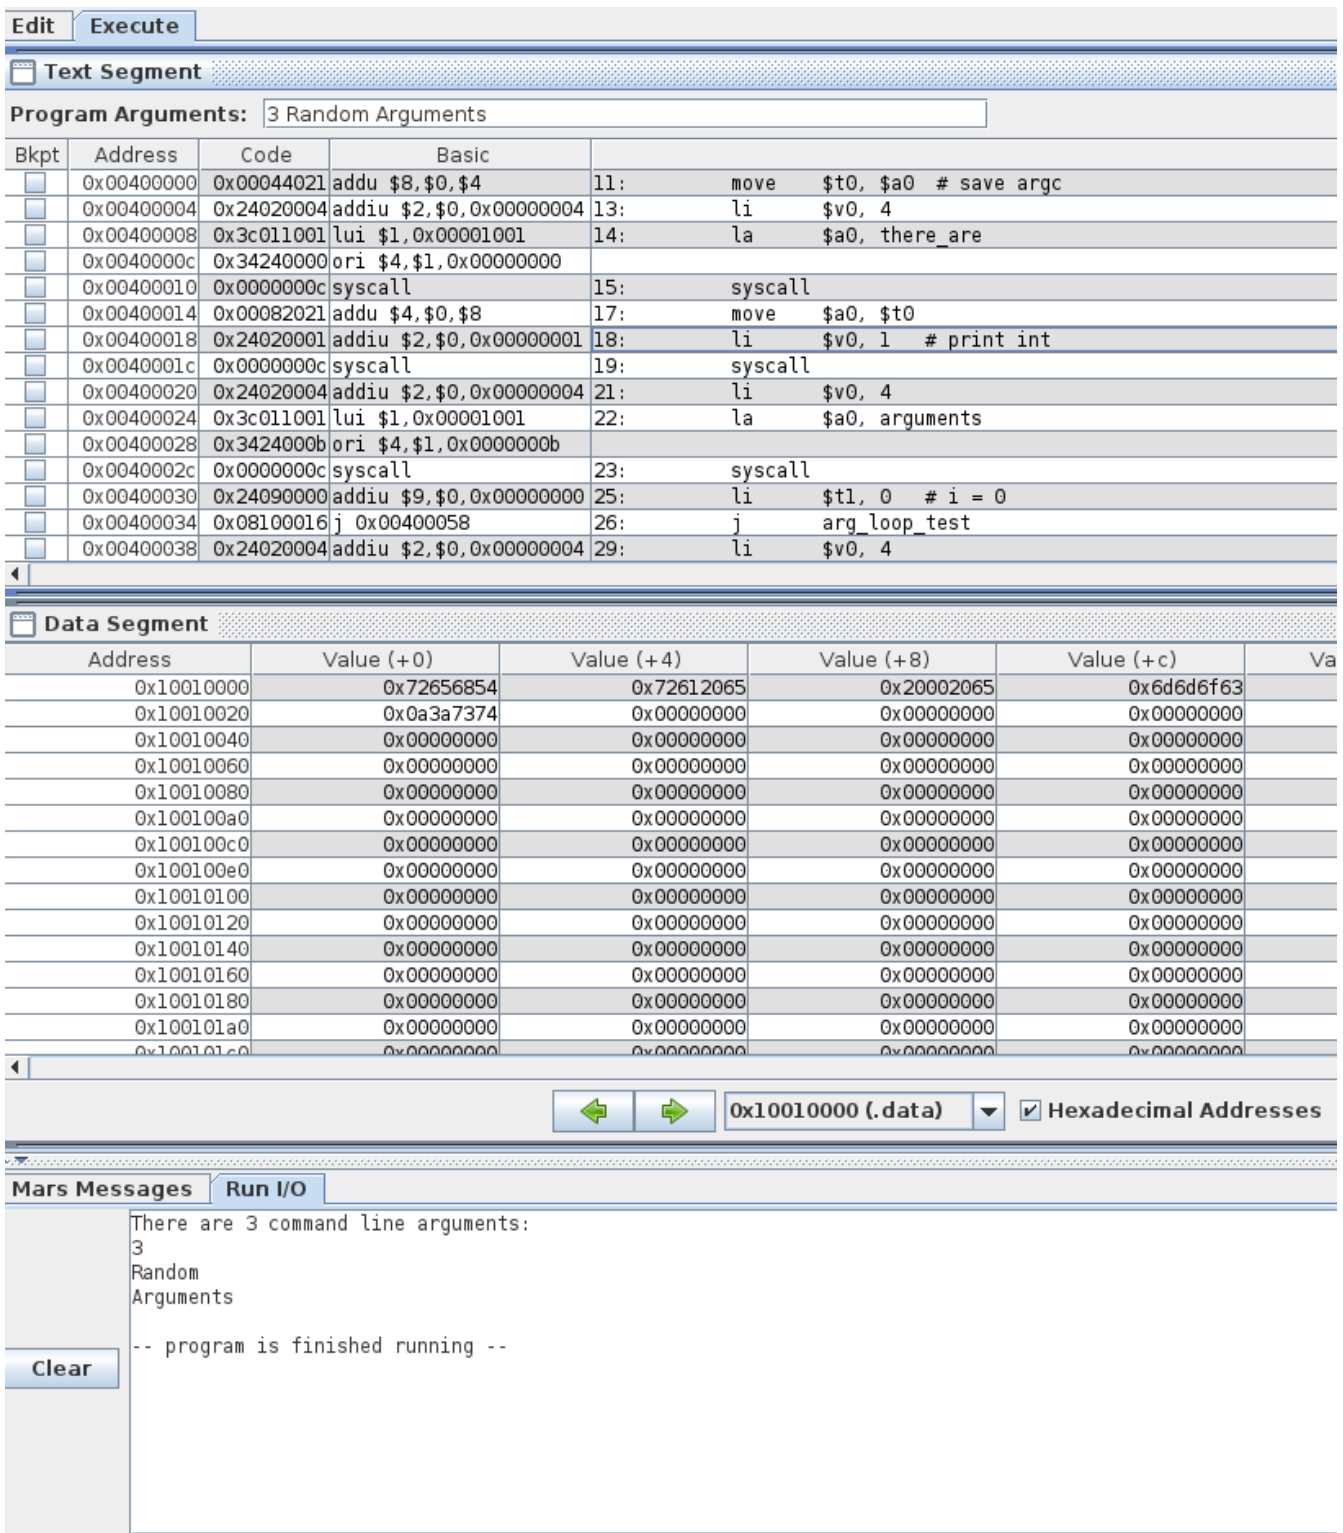 Edit Execute
Text Segment
Program Arguments: 3 Random Arguments
Bkpt Address Code Basic
0x00400000 0x00044021 addu $8,$0,$4 11: move $t0, $a0 # save argc
0x00400004 0x24020004 addiu $2,$0,0x00000004 13: li $v0, 4
0x00400008 0x3c011001 lui $1,0x00001001 14: la $a0, there_are
0x0040000c 0x34240000 ori $4,$1,0x00000000
0x00400010 0x0000000c syscall 15: syscall
0x00400014 0x00082021 addu $4,$0,$8 17: move $a0, $t0
0x00400018 0x24020001 addiu $2,$0,0x00000001 18: li $v0, 1 # print int
0x0040001c 0x0000000c syscall 19: syscall
0x00400020 0x24020004 addiu $2,$0,0x00000004 21: li $v0, 4
0x00400024 0x3c011001 lui $1,0x00001001 22: la $a0, arguments
0x00400028 0x3424000b ori $4,$1,0x0000000b
0x0040002c 0x0000000c syscall 23: syscall
0x00400030 0x24090000 addiu $9,$0,0x00000000 25: li $t1, 0 # i = 0
0x00400034 0x08100016 j 0x00400058 26: j arg_loop_test
0x00400038 0x24020004 addiu $2,$0,0x00000004 29: li $v0, 4
Data Segment
Address Value (+0) Value (+4) Value (+8) Value (+c) Va
0x10010000 0x72656854 0x72612065 0x20002065 0x6d6d6f63
0x10010020 0x0a3a7374 0x00000000 0x00000000 0x00000000
0x10010040 0x00000000 0x00000000 0x00000000 0x00000000
0x10010060 0x00000000 0x00000000 0x00000000 0x00000000
0x10010080 0x00000000 0x00000000 0x00000000 0x00000000
0x100100a0 0x00000000 0x00000000 0x00000000 0x00000000
0x100100c0 0x00000000 0x00000000 0x00000000 0x00000000
0x100100e0 0x00000000 0x00000000 0x00000000 0x00000000
0x10010100 0x00000000 0x00000000 0x00000000 0x00000000
0x10010120 0x00000000 0x00000000 0x00000000 0x00000000
0x10010140 0x00000000 0x00000000 0x00000000 0x00000000
0x10010160 0x00000000 0x00000000 0x00000000 0x00000000
0x10010180 0x00000000 0x00000000 0x00000000 0x00000000
0x100101a0 0x00000000 0x00000000 0x00000000 0x00000000
0x100101c0 0x00000000 0x00000000 0x00000000 0x00000000
0x10010000 (.data) Hexadecimal Addresses
Mars Messages Run I/O
There are 3 command line arguments:
3
Random
Arguments
-- program is finished running --
Clear